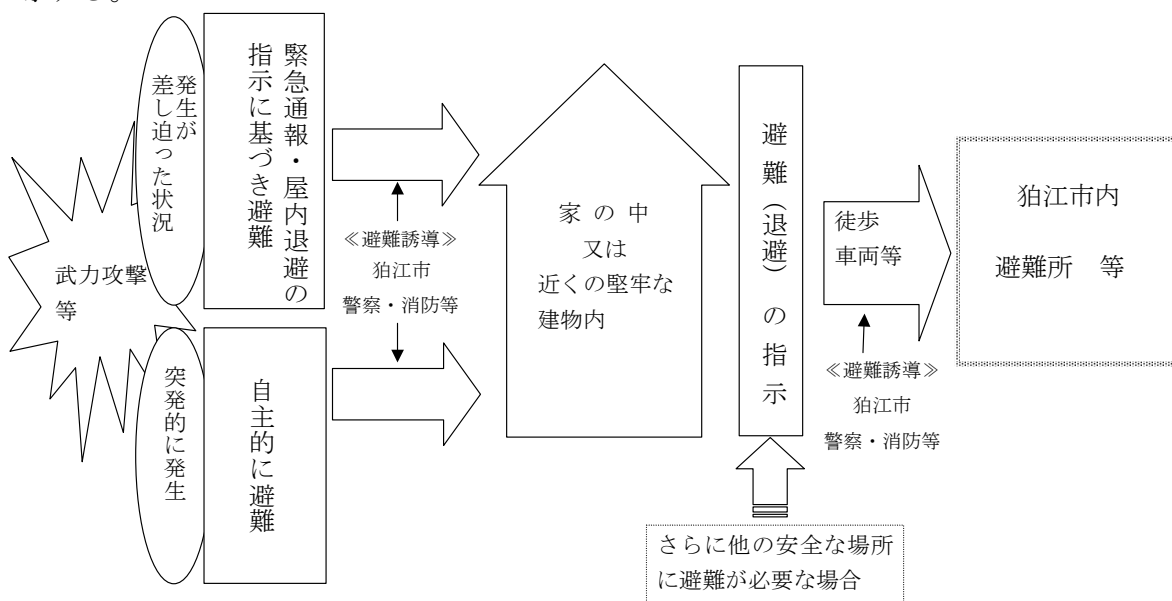 発生が
差し迫った状況
緊急通報・屋内退避の
指示に基づき避難
武力攻撃
等
突発的に発生
自主的に避難
≪避難誘導≫
狛江市
警察・消防等
家の中
又は
近くの堅牢な
建物内
避難(退避)の指示
徒歩
車両等
≪避難誘導≫
狛江市
警察・消防等
狛江市内
避難所 等
さらに他の安全な場所
に避難が必要な場合